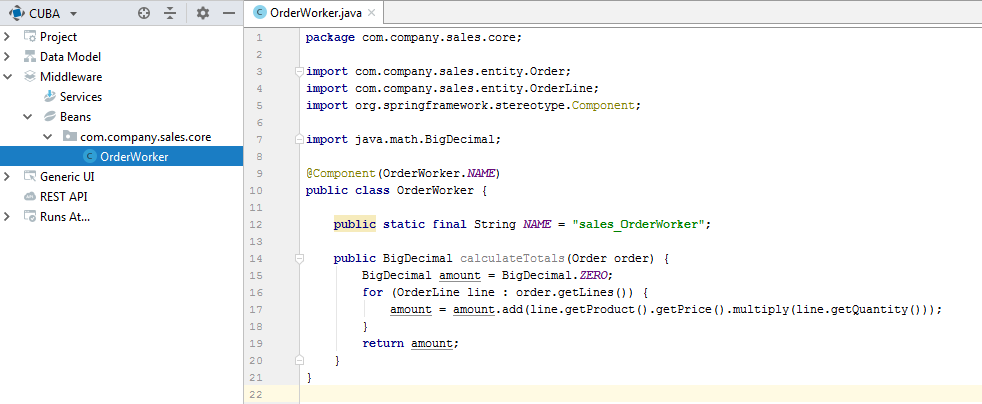 CUBA
Project
Data Model
Middleware
Services
Beans
com.company.sales.core
OrderWorker
Generic UI
REST API
Runs At...
OrderWorker.java
1 package com.company.sales.core;
2
3 import com.company.sales.entity.Order;
4 import com.company.sales.entity.OrderLine;
5 import org.springframework.stereotype.Component;
6
7 import java.math.BigDecimal;
8
9 @Component(OrderWorker.NAME)
10 public class OrderWorker {
11
12 public static final String NAME = "sales_OrderWorker";
13
14 public BigDecimal calculateTotals(Order order) {
15 BigDecimal amount = BigDecimal.ZERO;
16 for (OrderLine line : order.getLines()) {
17 amount = amount.add(line.getProduct().getPrice().multiply(line.getQuantity()));
18 }
19 return amount;
20 }
21 }
22